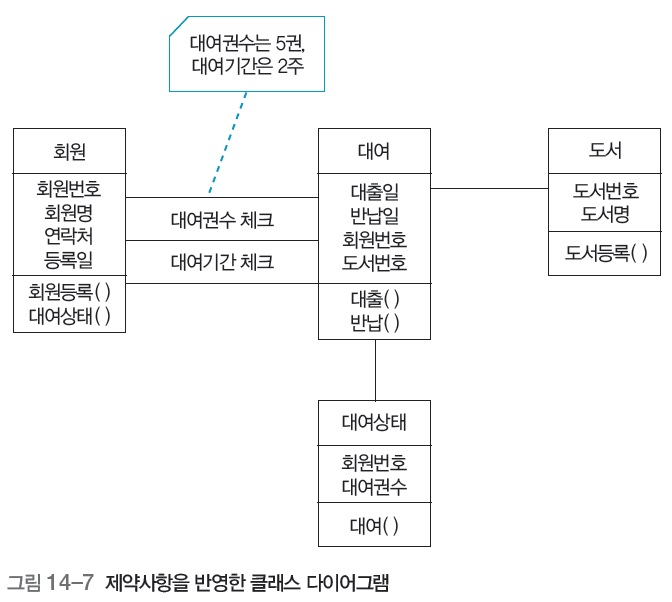 대여권수는 5권,
대여기간은 2주
회원
회원번호
회원명
연락처
등록일
회원등록( )
대여상태( )
대여권수 체크
대여기간 체크
대여
대출일
반납일
회원번호
도서번호
대출( )
반납( )
도서
도서번호
도서명
도서등록( )
대여상태
회원번호
대여권수
대여( )
그림 14-7 제약사항을 반영한 클래스 다이어그램